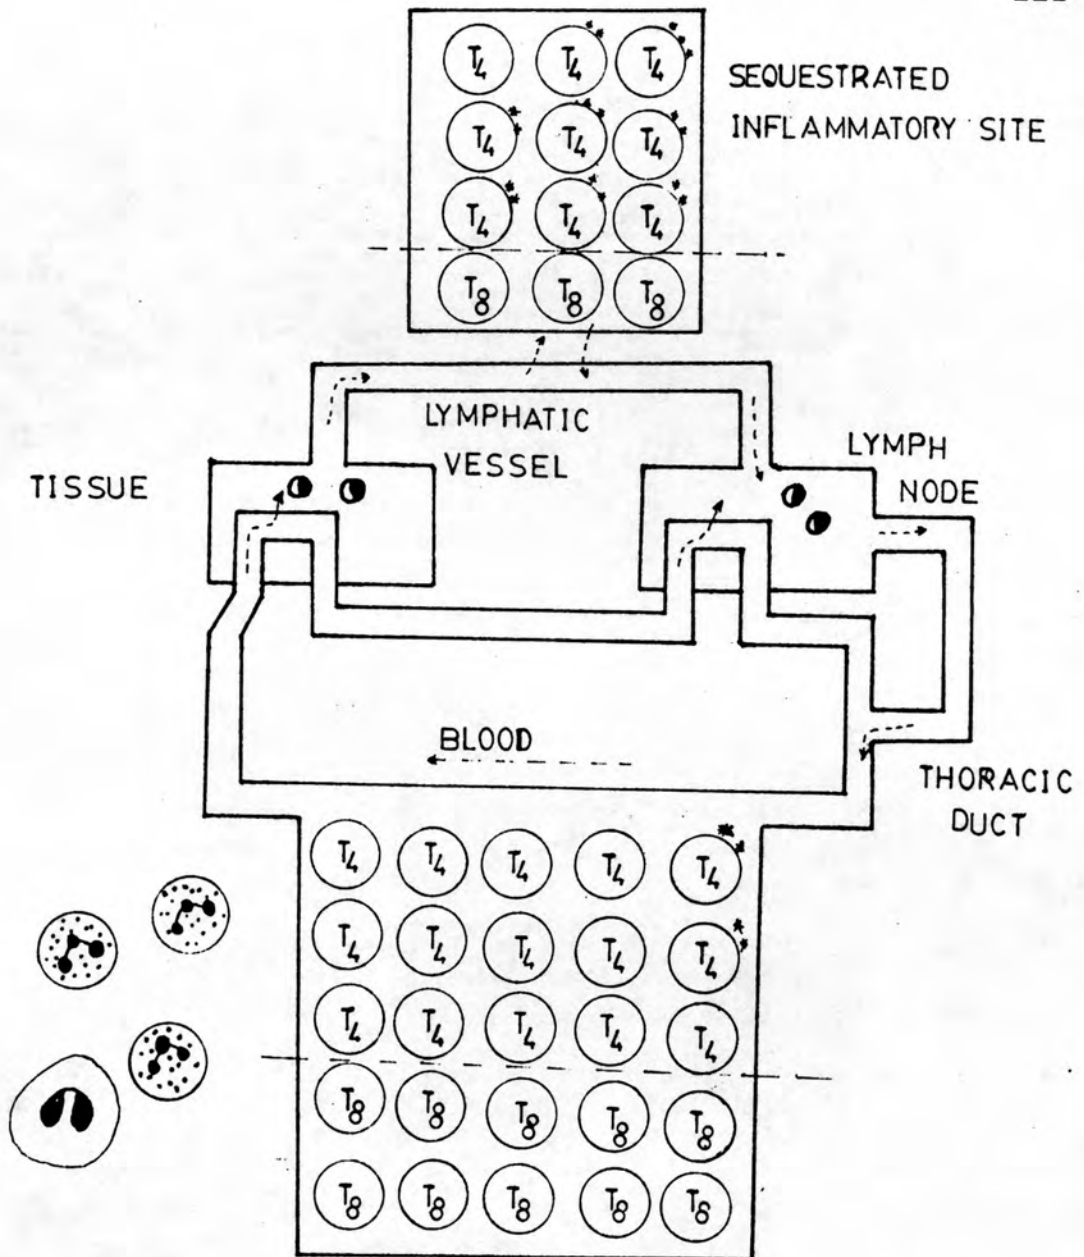 T₄ T₄ T₄
SEQUESTRATED
INFLAMMATORY SITE
T₄ T₄ T₄
T₄ T₄ T₄
T₈ T₈ T₈
LYMPHATIC
VESSEL
LYMPH
NODE
TISSUE
BLOOD
THORACIC
DUCT
T₄ T₄ T₄ T₄ T₄
T₄ T₄ T₄ T₄ T₄
T₄ T₄ T₄ T₄ T₄
T₈ T₈ T₈ T₈ T₈
T₈ T₈ T₈ T₈ T₈